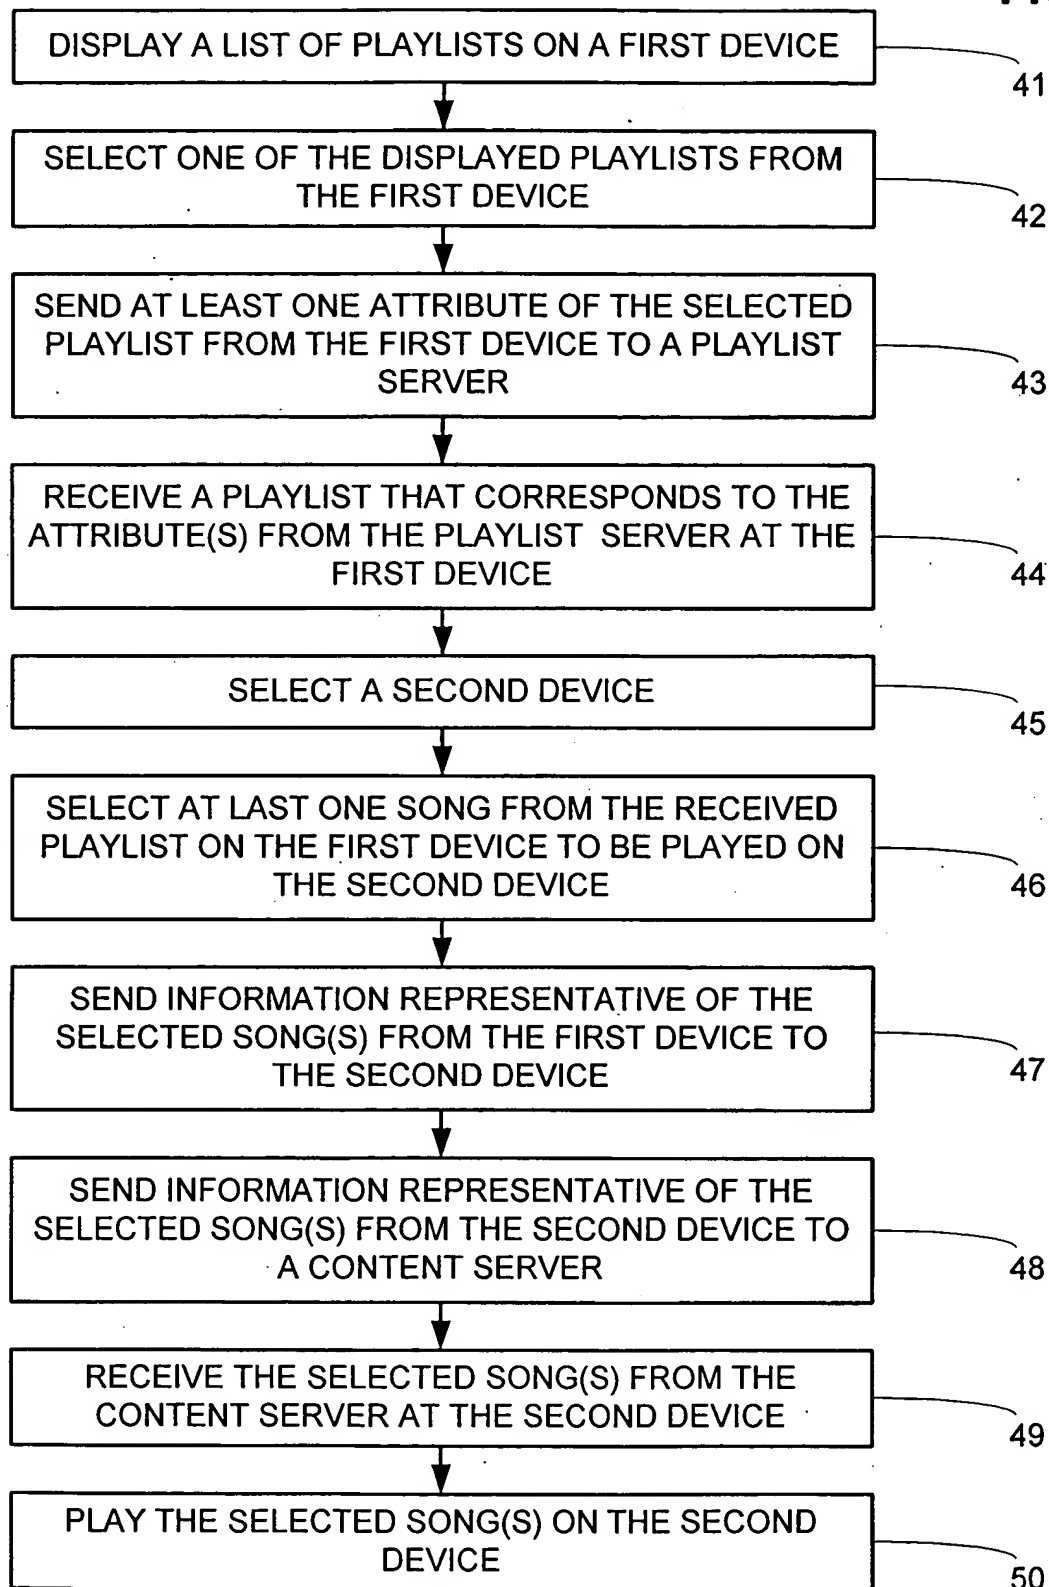 DISPLAY A LIST OF PLAYLISTS ON A FIRST DEVICE
41
SELECT ONE OF THE DISPLAYED PLAYLISTS FROM
THE FIRST DEVICE
42
SEND AT LEAST ONE ATTRIBUTE OF THE SELECTED
PLAYLIST FROM THE FIRST DEVICE TO A PLAYLIST
SERVER
43
RECEIVE A PLAYLIST THAT CORRESPONDS TO THE
ATTRIBUTE(S) FROM THE PLAYLIST SERVER AT THE
FIRST DEVICE
44
SELECT A SECOND DEVICE
45
SELECT AT LAST ONE SONG FROM THE RECEIVED
PLAYLIST ON THE FIRST DEVICE TO BE PLAYED ON
THE SECOND DEVICE
46
SEND INFORMATION REPRESENTATIVE OF THE
SELECTED SONG(S) FROM THE FIRST DEVICE TO
THE SECOND DEVICE
47
SEND INFORMATION REPRESENTATIVE OF THE
SELECTED SONG(S) FROM THE SECOND DEVICE TO
A CONTENT SERVER
48
RECEIVE THE SELECTED SONG(S) FROM THE
CONTENT SERVER AT THE SECOND DEVICE
49
PLAY THE SELECTED SONG(S) ON THE SECOND
DEVICE
50